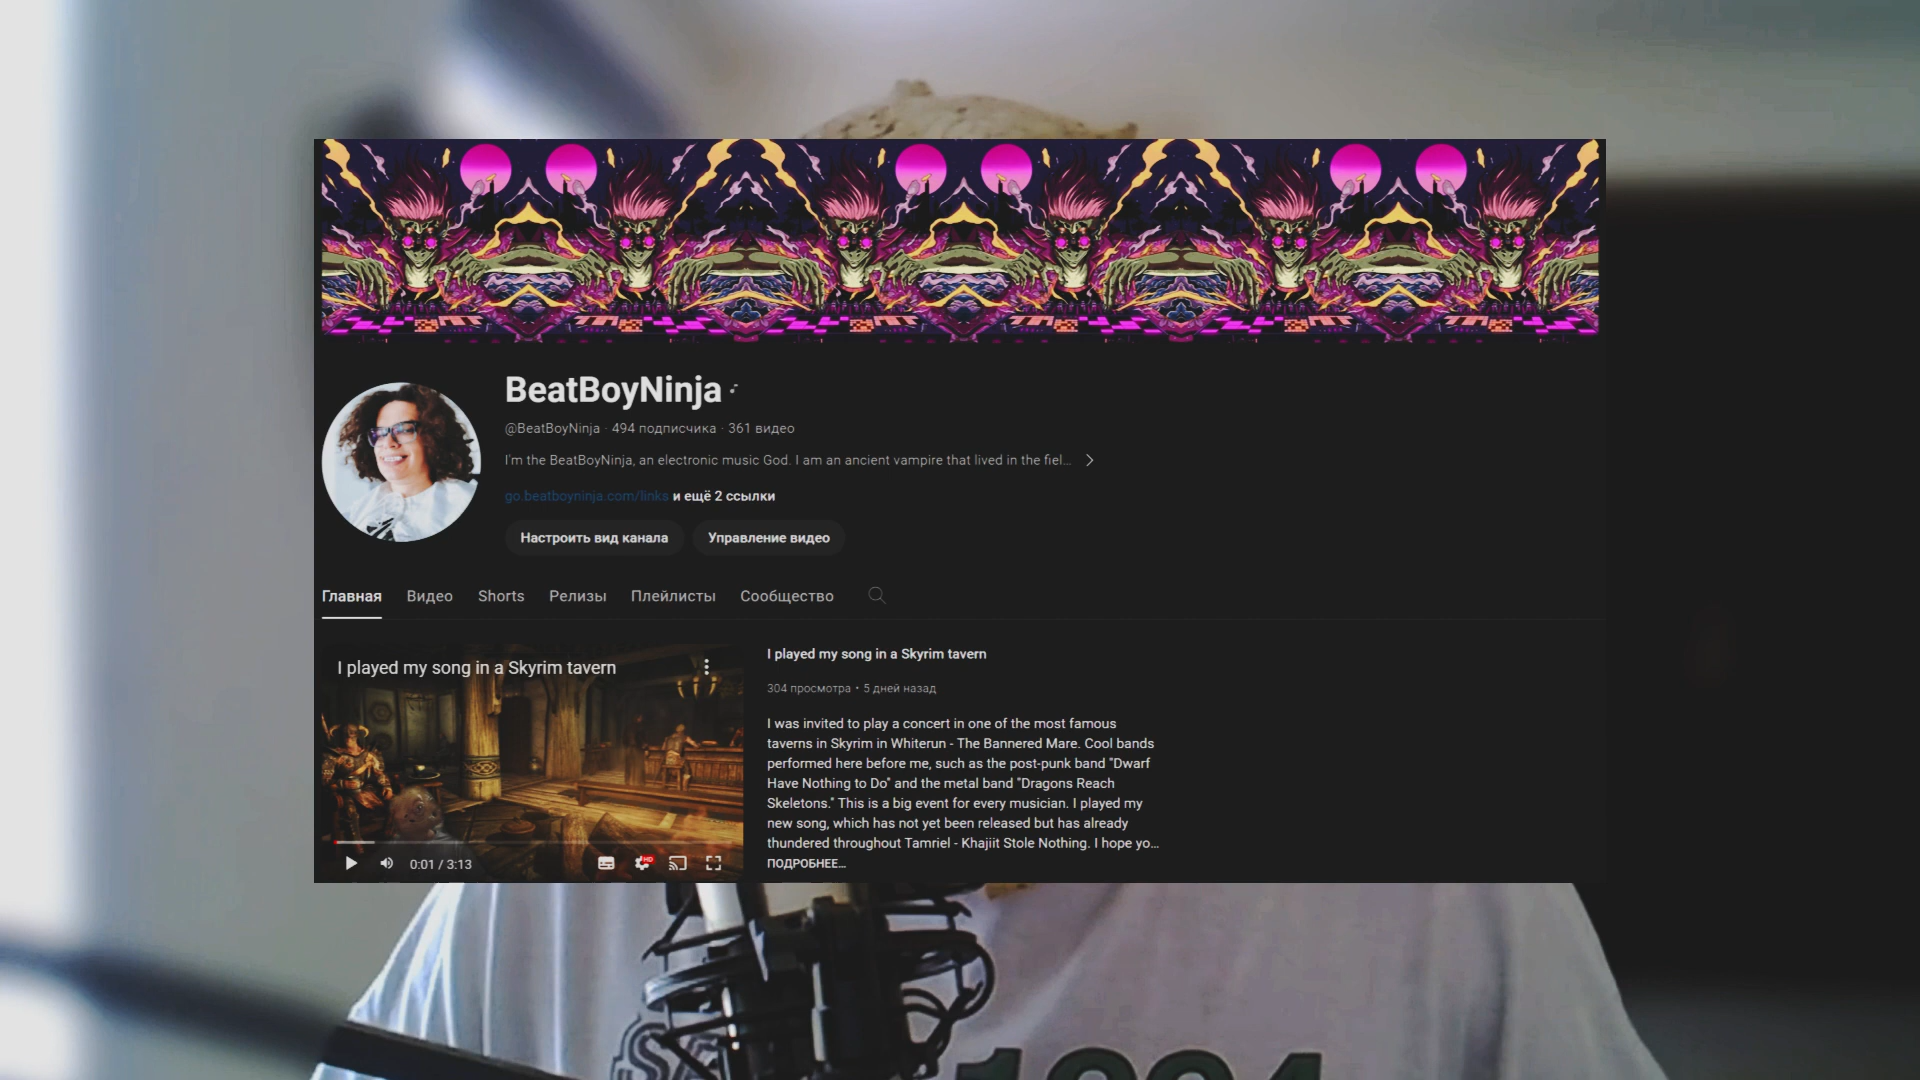 BeatBoyNinja
@BeatBoyNinja · 494 подписчика · 361 видео
I'm the BeatBoyNinja, an electronic music God. I am an ancient vampire that lived in the fiel...
go.beatboyninja.com/links и ещё 2 ссылки
Настроить вид канала Управление видео
Главная Видео Shorts Релизы Плейлисты Сообщество
I played my song in a Skyrim tavern
HD
0:01 / 3:13
I played my song in a Skyrim tavern
304 просмотра • 5 дней назад
I was invited to play a concert in one of the most famous
taverns in Skyrim in Whiterun - The Bannered Mare. Cool bands
performed here before me, such as the post-punk band "Dwarf
Have Nothing to Do" and the metal band "Dragons Reach
Skeletons." This is a big event for every musician. I played my
new song, which has not yet been released but has already
thundered throughout Tamriel - Khajiit Stole Nothing. I hope yo...
ПОДРОБНЕЕ...